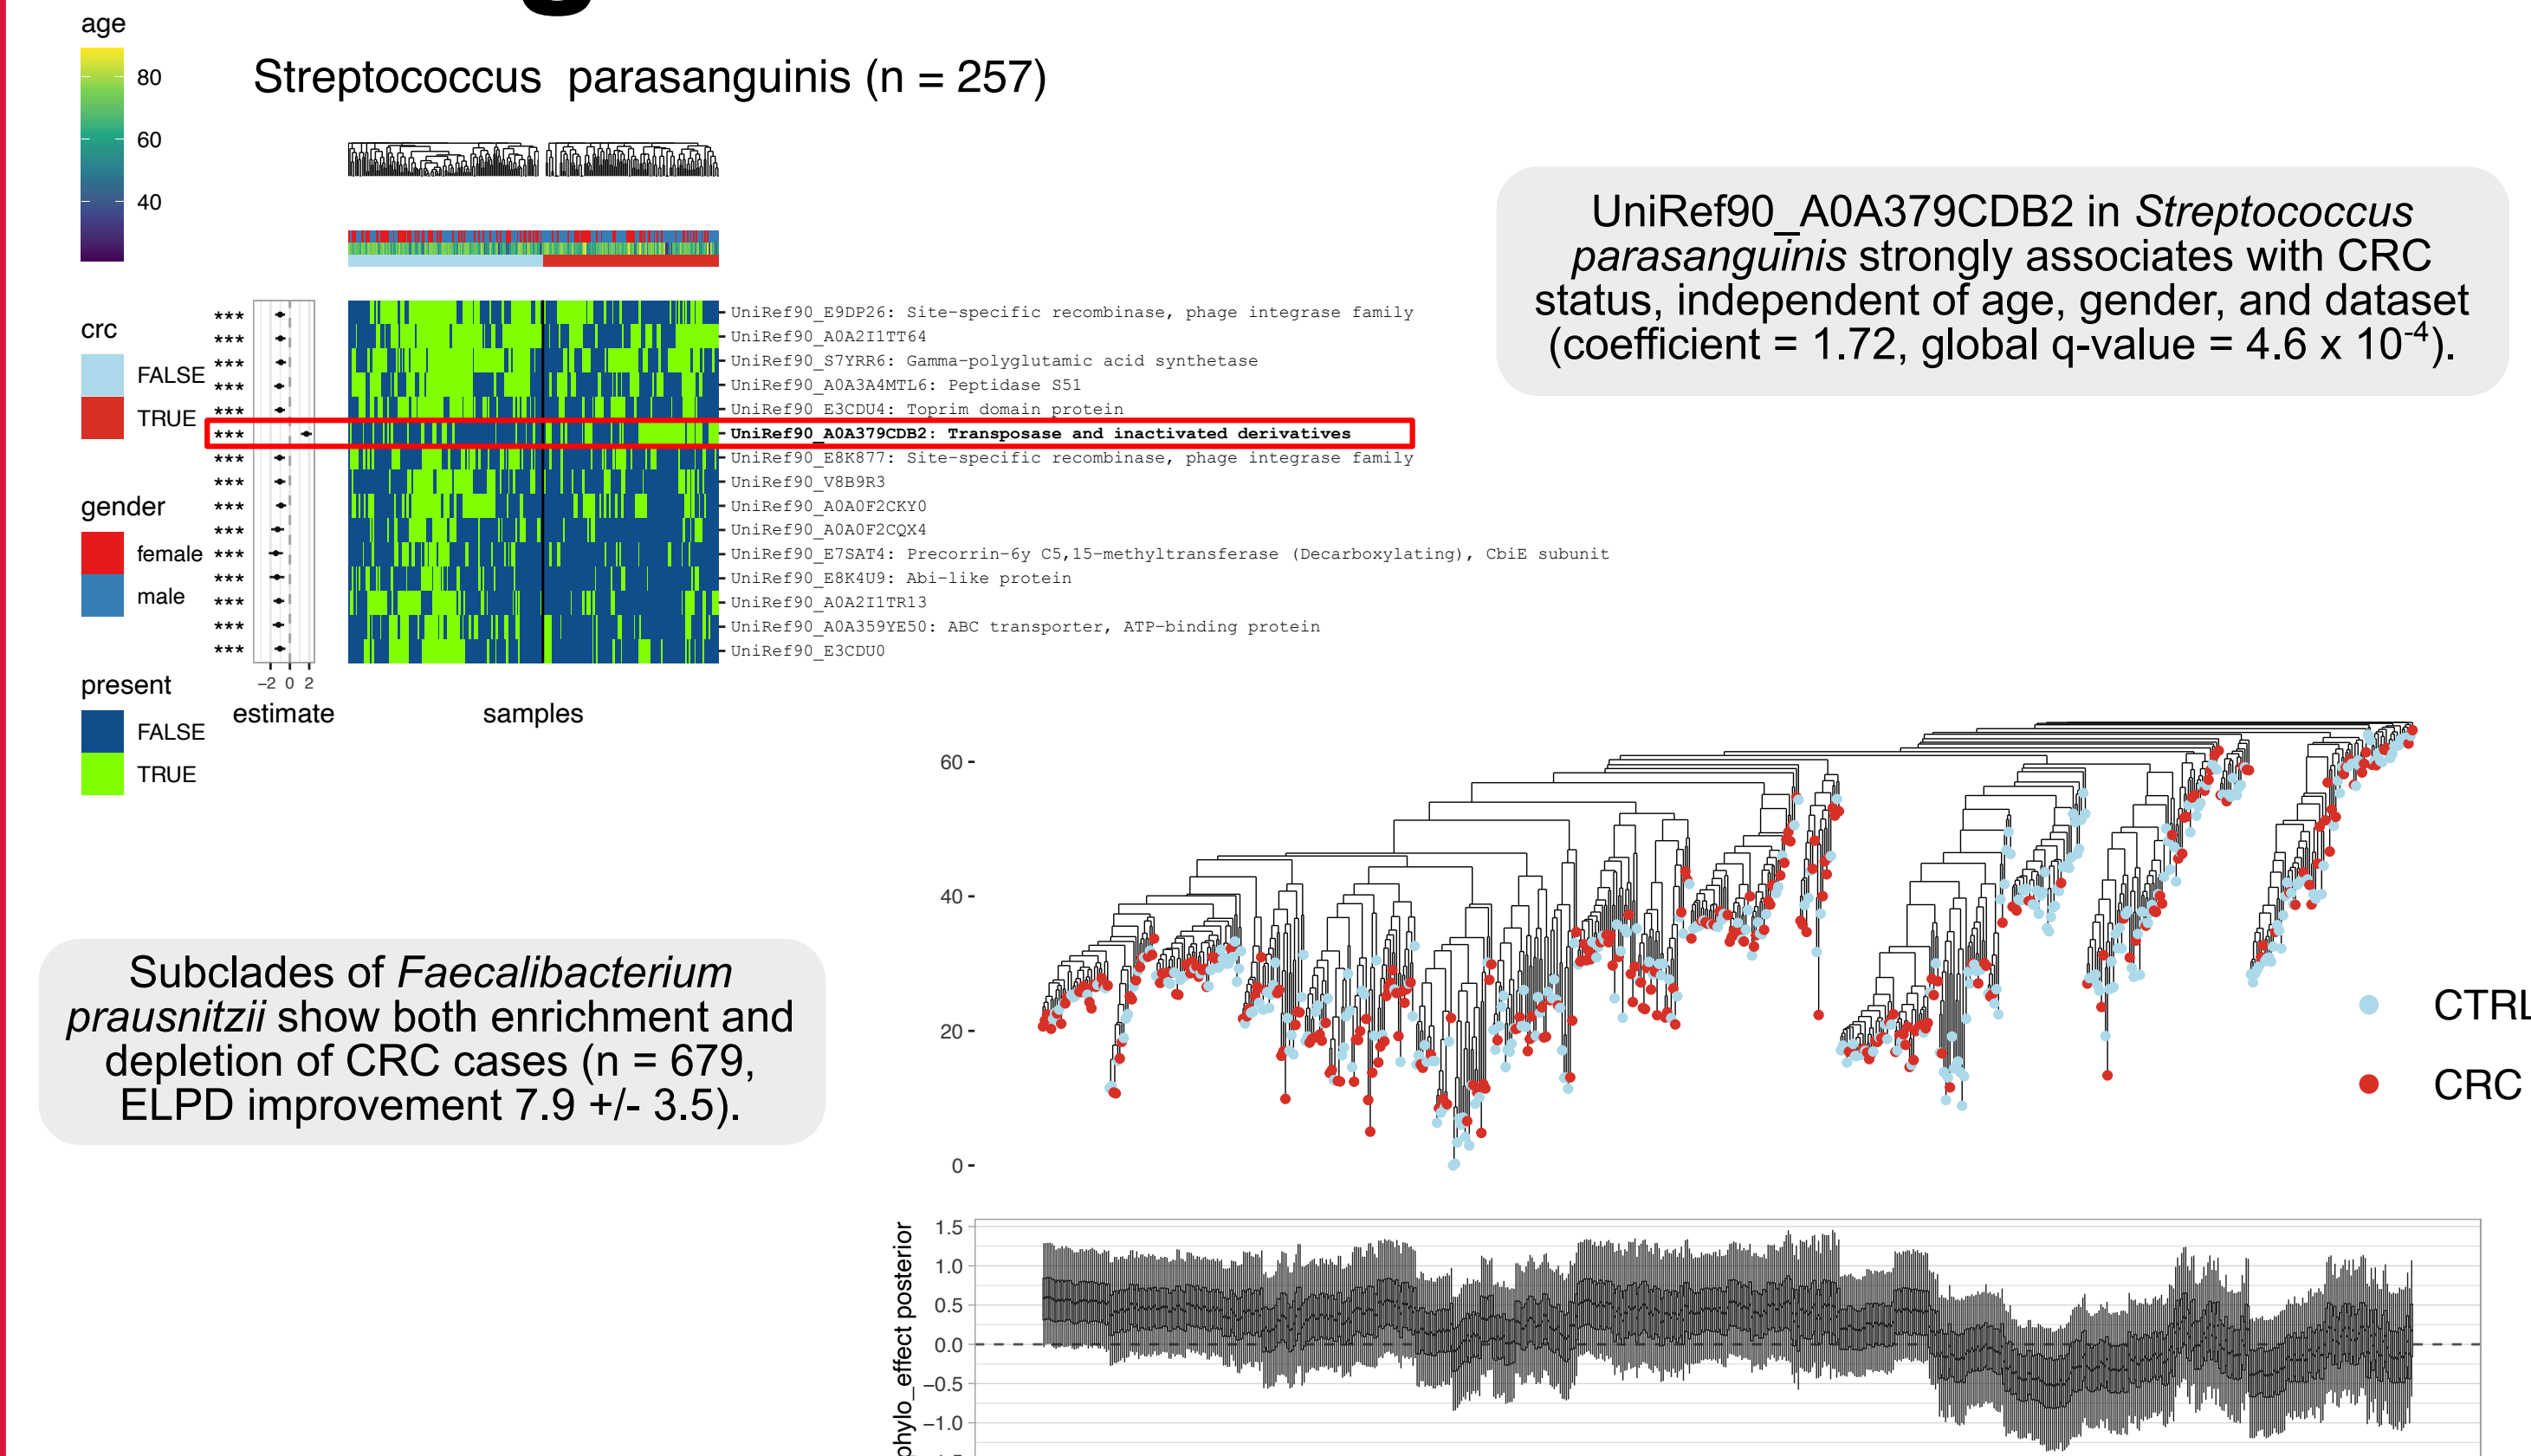 age
80
60
40
Streptococcus parasanguinis (n = 257)
UniRef90_A0A379CDB2 in Streptococcus
parasanguinis strongly associates with CRC
status, independent of age, gender, and dataset
(coefficient = 1.72, global q-value = 4.6 x 10-4).
crc
FALSE
TRUE
gender
female
male
present
FALSE
TRUE
*** UniRef90_E9DP26: Site-specific recombinase, phage integrase family
*** UniRef90_A0A2I1TT64
*** UniRef90_S7YRR6: Gamma-polyglutamic acid synthetase
*** UniRef90_A0A3A4MTL6: Peptidase S51
*** UniRef90_E3CDU4: Toprim domain protein
*** UniRef90_A0A379CDB2: Transposase and inactivated derivatives
*** UniRef90_E8K877: Site-specific recombinase, phage integrase family
*** UniRef90_V8B9R3
*** UniRef90_A0A0F2CKY0
*** UniRef90_A0A0F2CQX4
*** UniRef90_E7SAT4: Precorrin-6y C5,15-methyltransferase (Decarboxylating), CbiE subunit
*** UniRef90_E8K4U9: Abi-like protein
*** UniRef90_A0A2I1TR13
*** UniRef90_A0A359YE50: ABC transporter, ATP-binding protein
*** UniRef90_E3CDU0
−2 0 2
estimate
samples
Subclades of Faecalibacterium
prausnitzii show both enrichment and
depletion of CRC cases (n = 679,
ELPD improvement 7.9 +/- 3.5).
60
40
20
0
CTRL
CRC
phylo_effect posterior
1.5
1.0
0.5
0.0
−0.5
−1.0